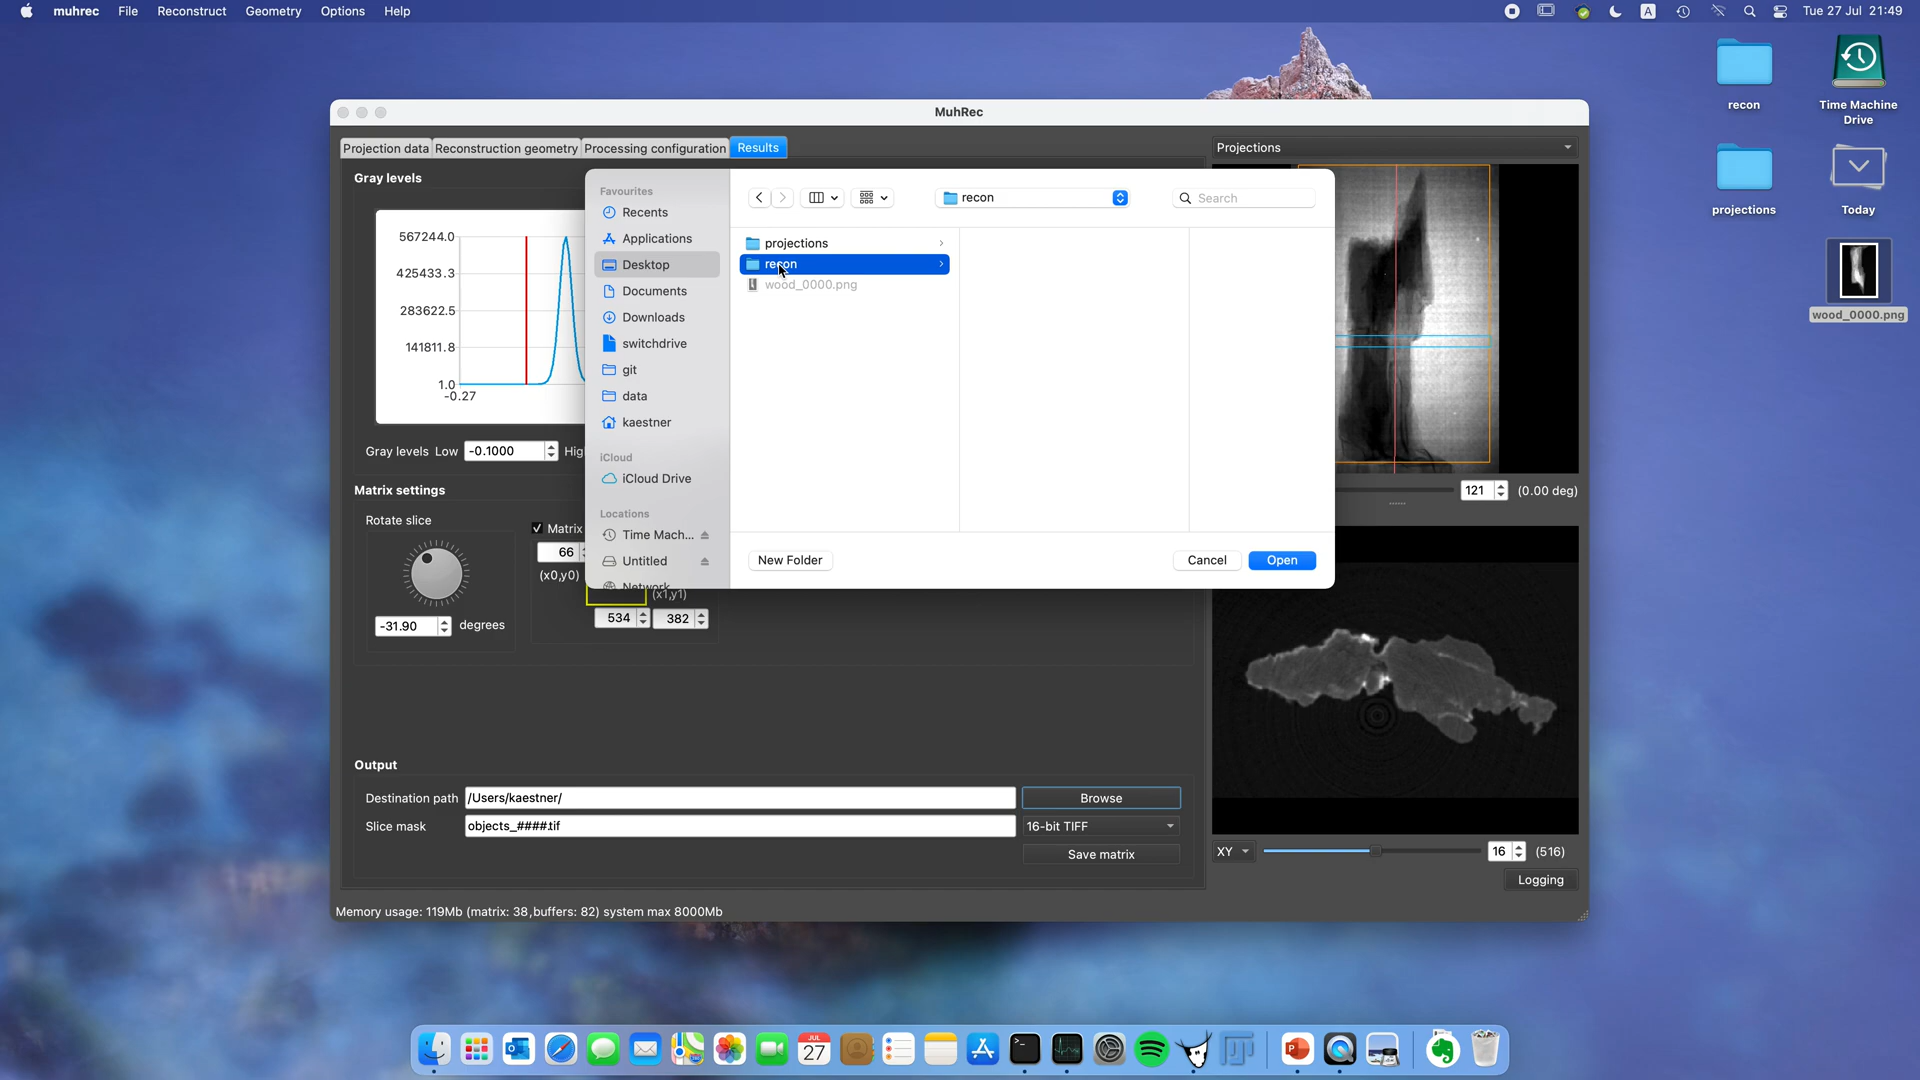 muhrec File Reconstruct Geometry Options Help
A
Tue 27 Jul 21:49
recon
Time Machine
Drive
projections
Today
wood_0000.png
MuhRec
Projection data Reconstruction geometry Processing configuration Results
Projections
Gray levels
567244.0
425433.3
283622.5
141811.8
1.0
-0.27
Gray levels Low -0.1000
Matrix settings
Rotate slice
-31.90 degrees
Matrix
66
(x0,y0)
(x1,y1)
534 382
Favourites
Recents
Applications
Desktop
Documents
Downloads
switchdrive
git
data
kaestner
iCloud
iCloud Drive
Locations
Time Mach...
Untitled
Network
recon
Search
projections
recon
wood_0000.png
New Folder
Cancel
Open
121 (0.00 deg)
Output
Destination path /Users/kaestner/ Browse
Slice mask objects_####.tif 16-bit TIFF
Save matrix
XY 16 (516)
Logging
Memory usage: 119Mb (matrix: 38,buffers: 82) system max 8000Mb
JUL
27